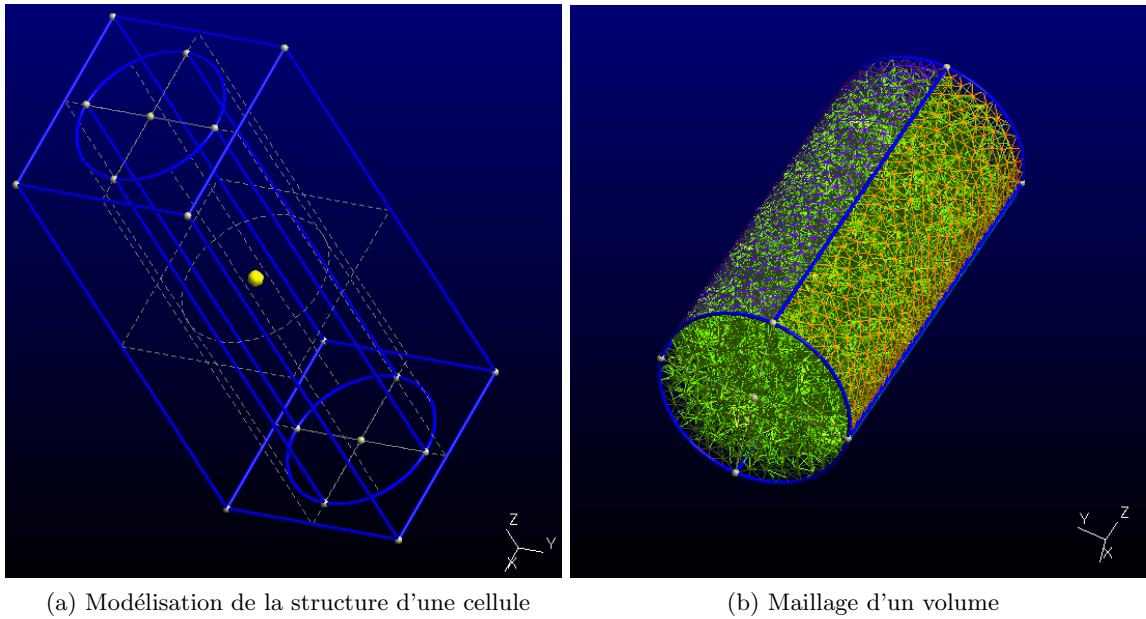 Z
Y
X
Y
Z
X
(a) Modélisation de la structure d'une cellule
(b) Maillage d'un volume